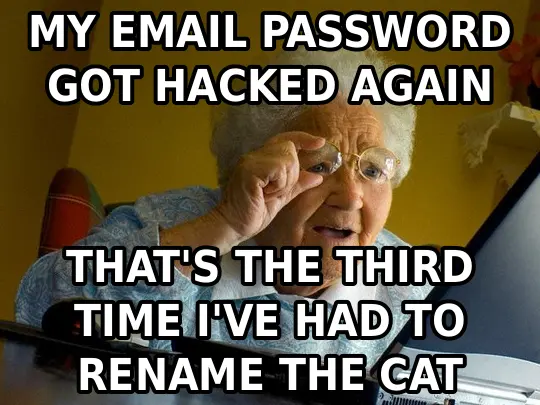 MY EMAIL PASSWORD
GOT HACKED AGAIN
THAT'S THE THIRD
TIME I'VE HAD TO
RENAME THE CAT